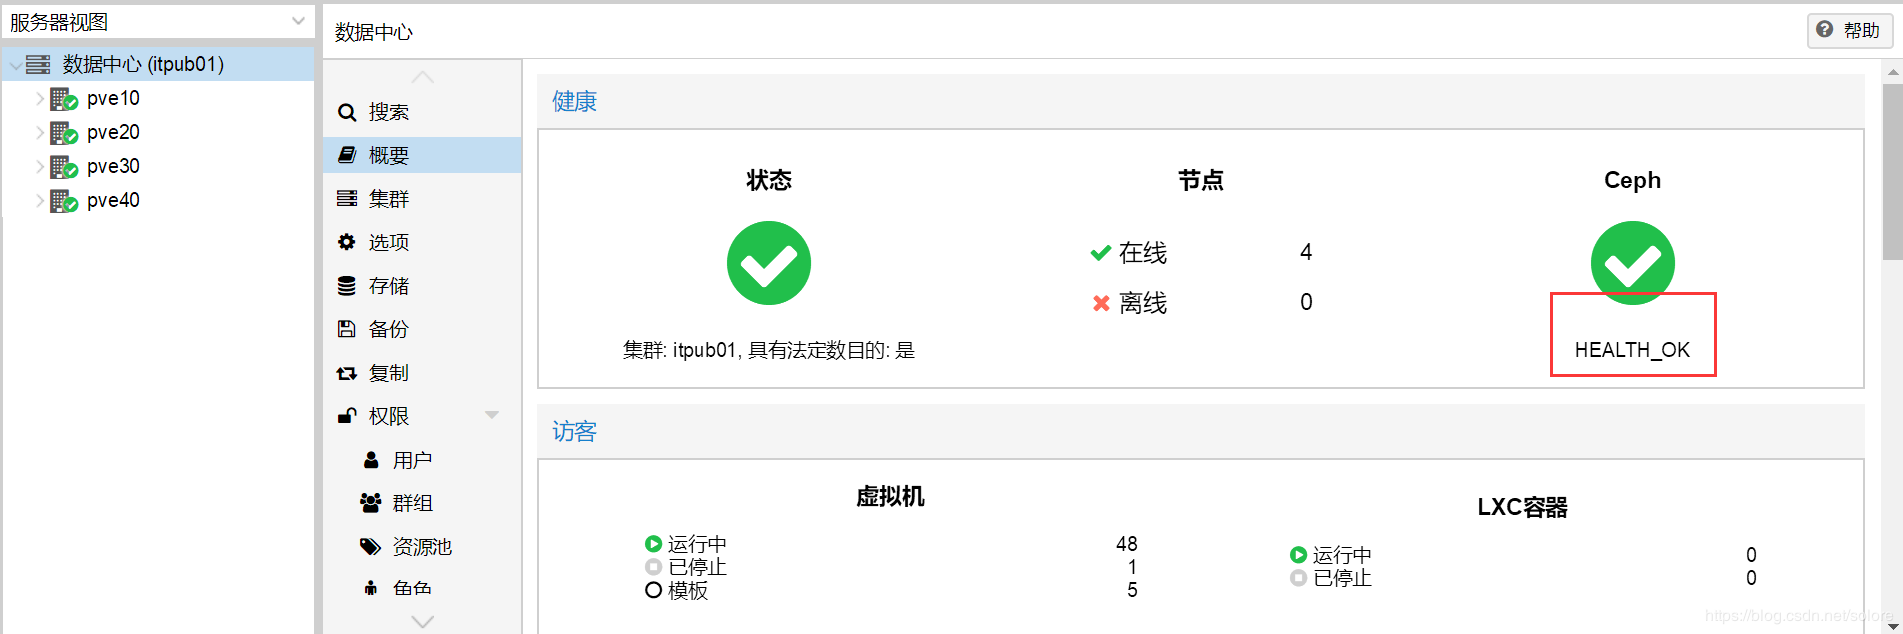 服务器视图
数据中心 (itpub01)
pve10
pve20
pve30
pve40
数据中心
帮助
搜索
概要
集群
选项
存储
备份
复制
权限
用户
群组
资源池
角色
健康
状态
集群: itpub01, 具有法定数目的: 是
节点
在线 4
离线 0
Ceph
HEALTH_OK
访客
虚拟机
运行中 48
已停止 1
模板 5
LXC容器
运行中 0
已停止 0
https://blog.csdn.net/solore